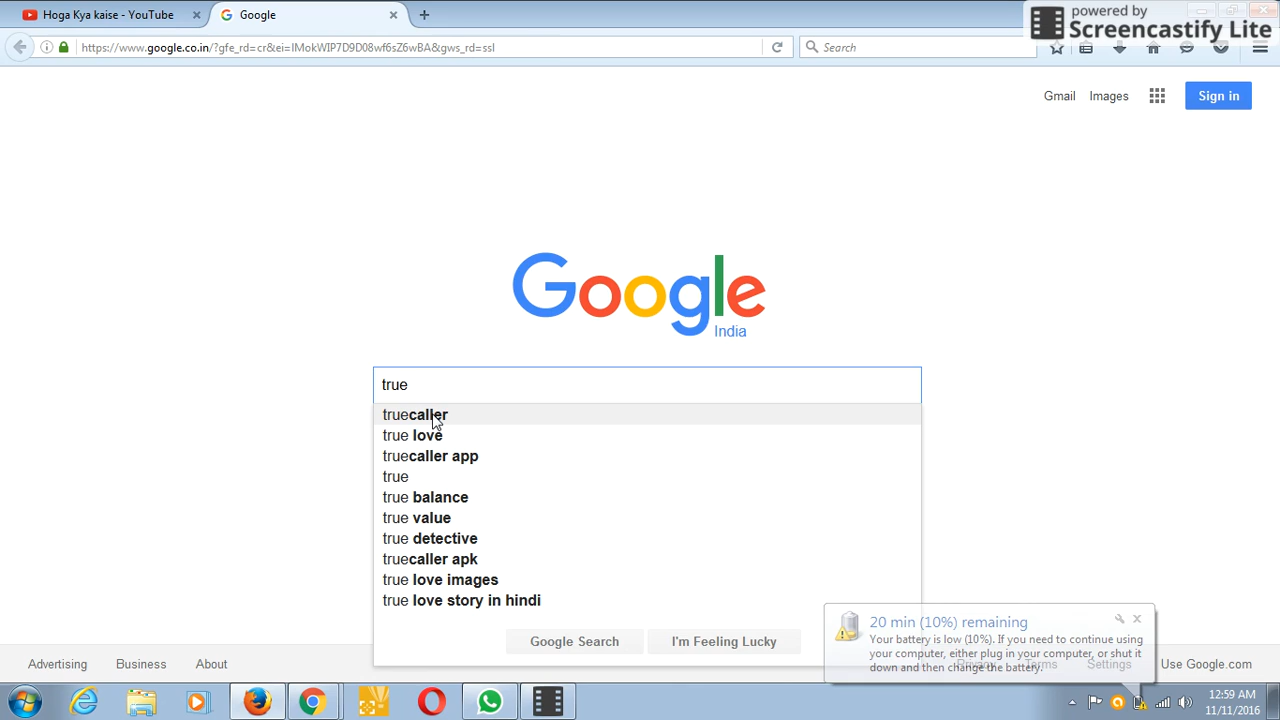 Hoga Kya kaise - YouTube
Google
powered by
Screencastify Lite
https://www.google.co.in/?gfe_rd=cr&ei=IMokWIP7D9D08wf6sZ6wBA&gws_rd=ssl
Search
Gmail Images
Sign in
Google
India
true
truecaller
true love
truecaller app
true
true balance
true value
true detective
truecaller apk
true love images
true love story in hindi
Google Search
I'm Feeling Lucky
20 min (10%) remaining
Your battery is low (10%). If you need to continue using
your computer, either plug in your computer, or shut it
down and then change the battery.
Advertising Business About
Privacy Terms Settings Use Google.com
12:59 AM
11/11/2016